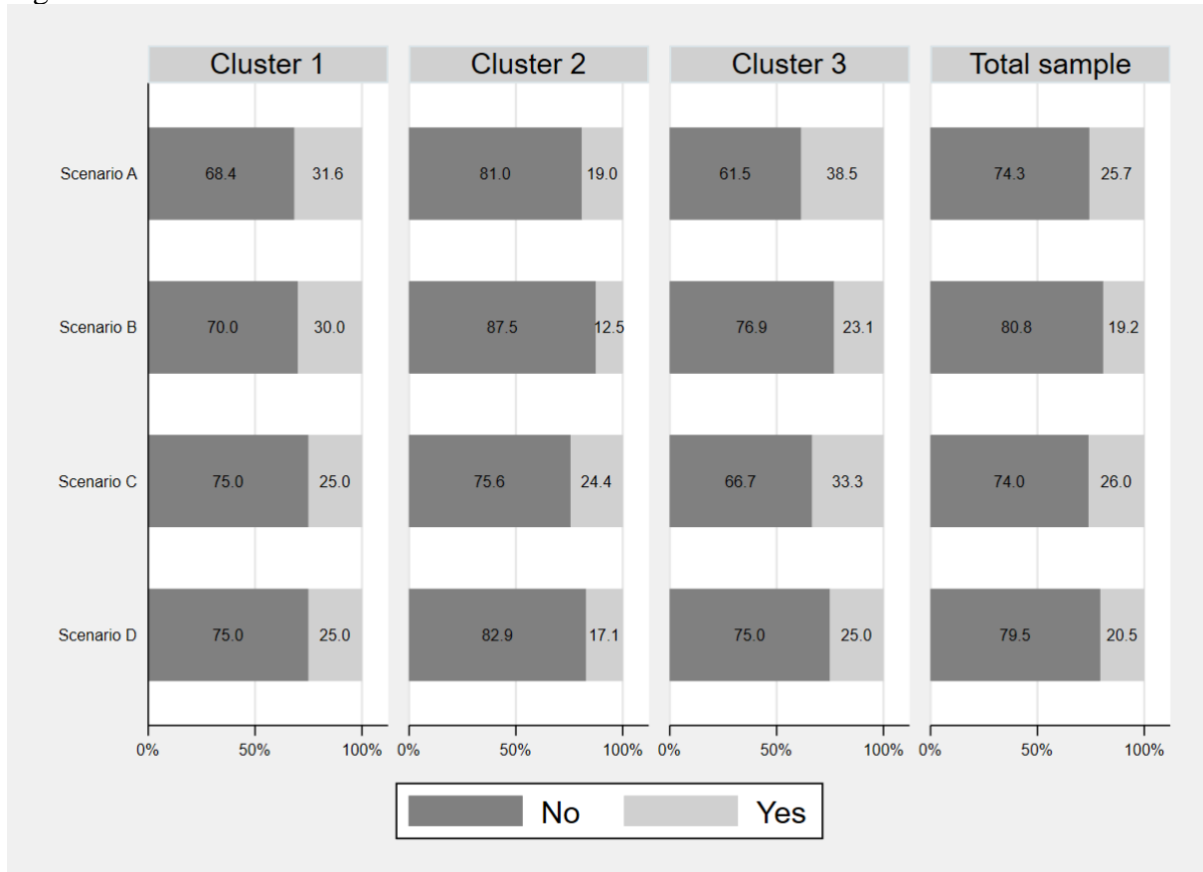 Cluster 1 Cluster 2 Cluster 3 Total sample
Scenario A 68.4 31.6 81.0 19.0 61.5 38.5 74.3 25.7
Scenario B 70.0 30.0 87.5 12.5 76.9 23.1 80.8 19.2
Scenario C 75.0 25.0 75.6 24.4 66.7 33.3 74.0 26.0
Scenario D 75.0 25.0 82.9 17.1 75.0 25.0 79.5 20.5
0% 50% 100% 0% 50% 100% 0% 50% 100% 0% 50% 100%
No Yes